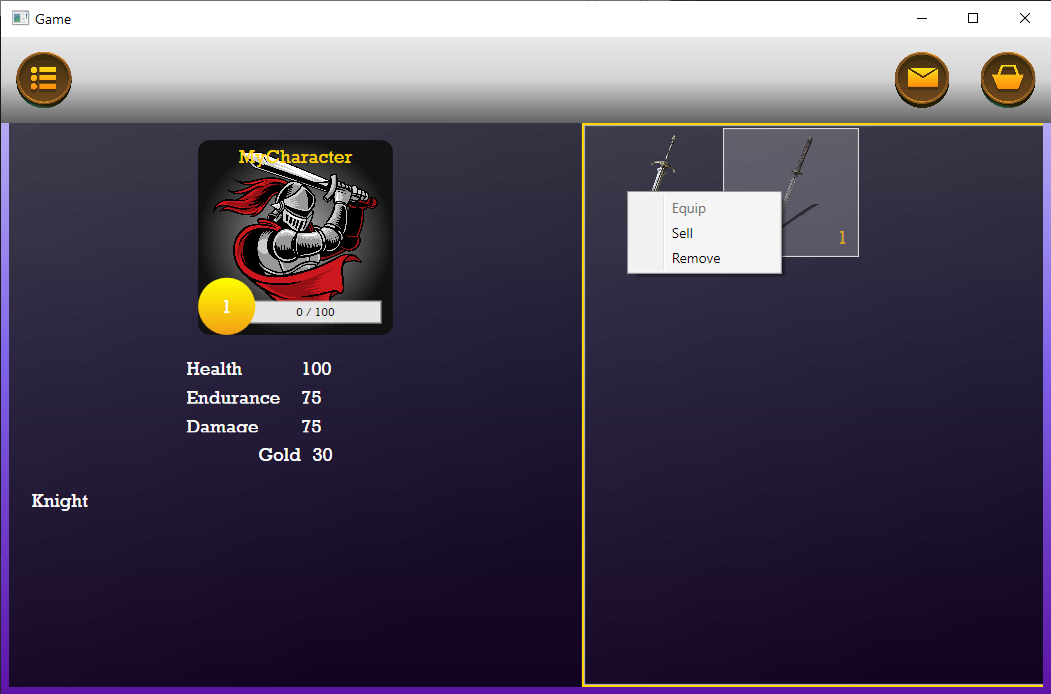 Game
MyCharacter
1
0 / 100
Health 100
Endurance 75
Damage 75
Gold 30
Knight
Equip
Sell
Remove
1